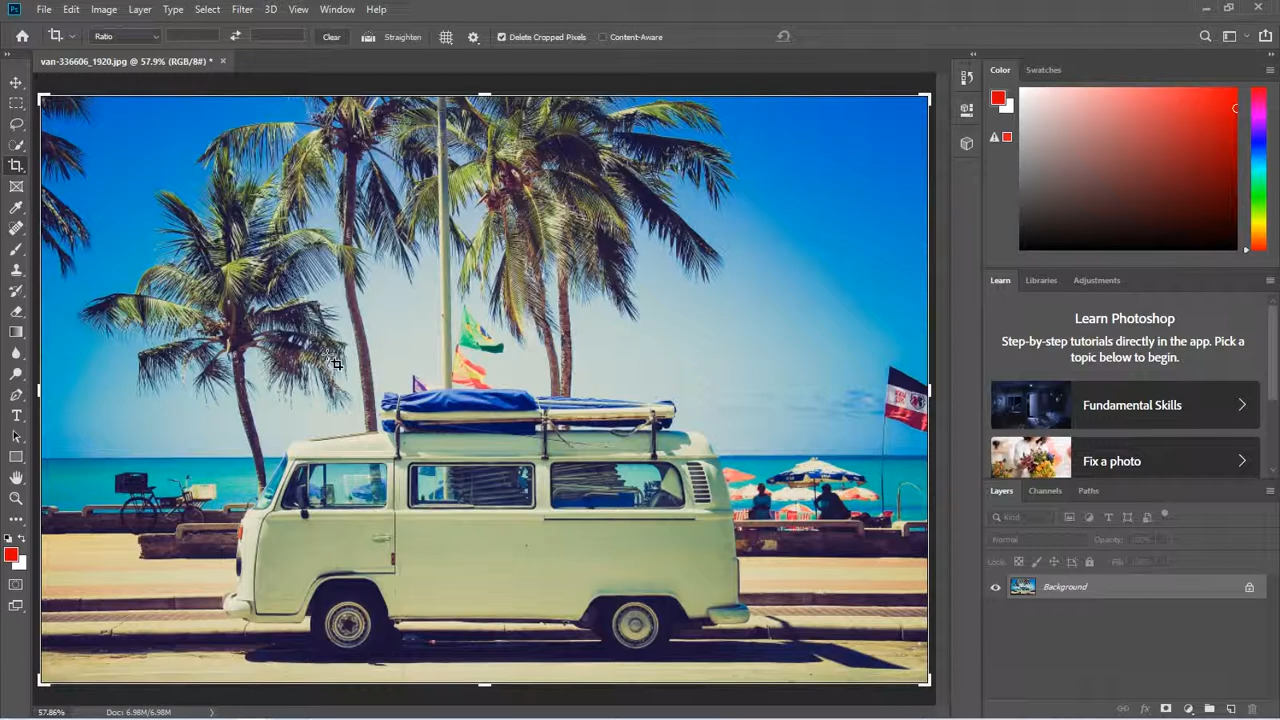 Ps File Edit Image Layer Type Select Filter 3D View Window Help
Ratio Clear Straighten Delete Cropped Pixels Content-Aware
van-336606_1920.jpg @ 57.9% (RGB/8#) * ×
Color Swatches
Learn Libraries Adjustments
Learn Photoshop
Step-by-step tutorials directly in the app. Pick a
topic below to begin.
Fundamental Skills
Fix a photo
Layers Channels Paths
Kind
Normal Opacity: 100%
Lock: Fill: 100%
Background
57.86% Doc: 6.98M/6.98M